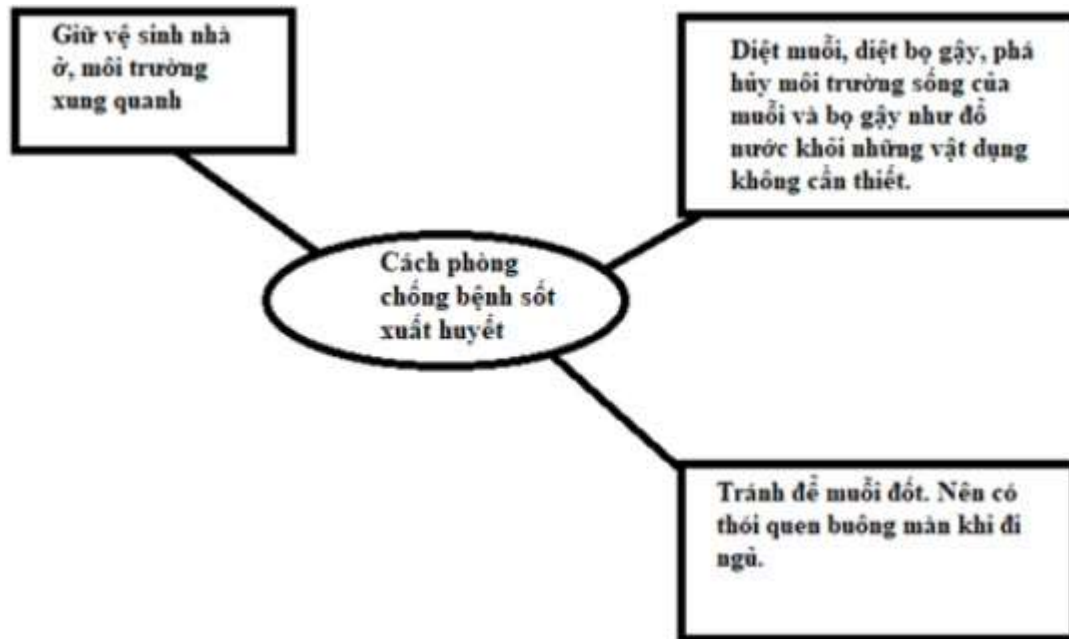 Giữ vệ sinh nhà
ở, môi trường
xung quanh
Diệt muỗi, diệt bọ gậy, phá
hủy môi trường sống của
muỗi và bọ gậy như đổ
nước khỏi những vật dụng
không cần thiết.
Cách phòng
chống bệnh sốt
xuất huyết
Tránh để muỗi đốt. Nên có
thói quen buông màn khi đi
ngủ.